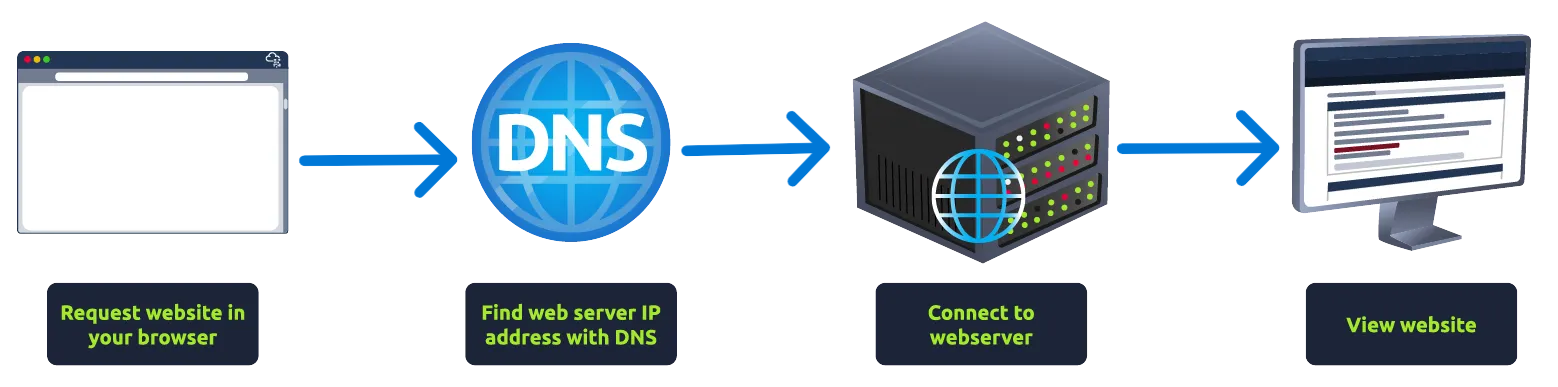 DNS
Request website in
your browser
Find web server IP
address with DNS
Connect to
webserver
View website